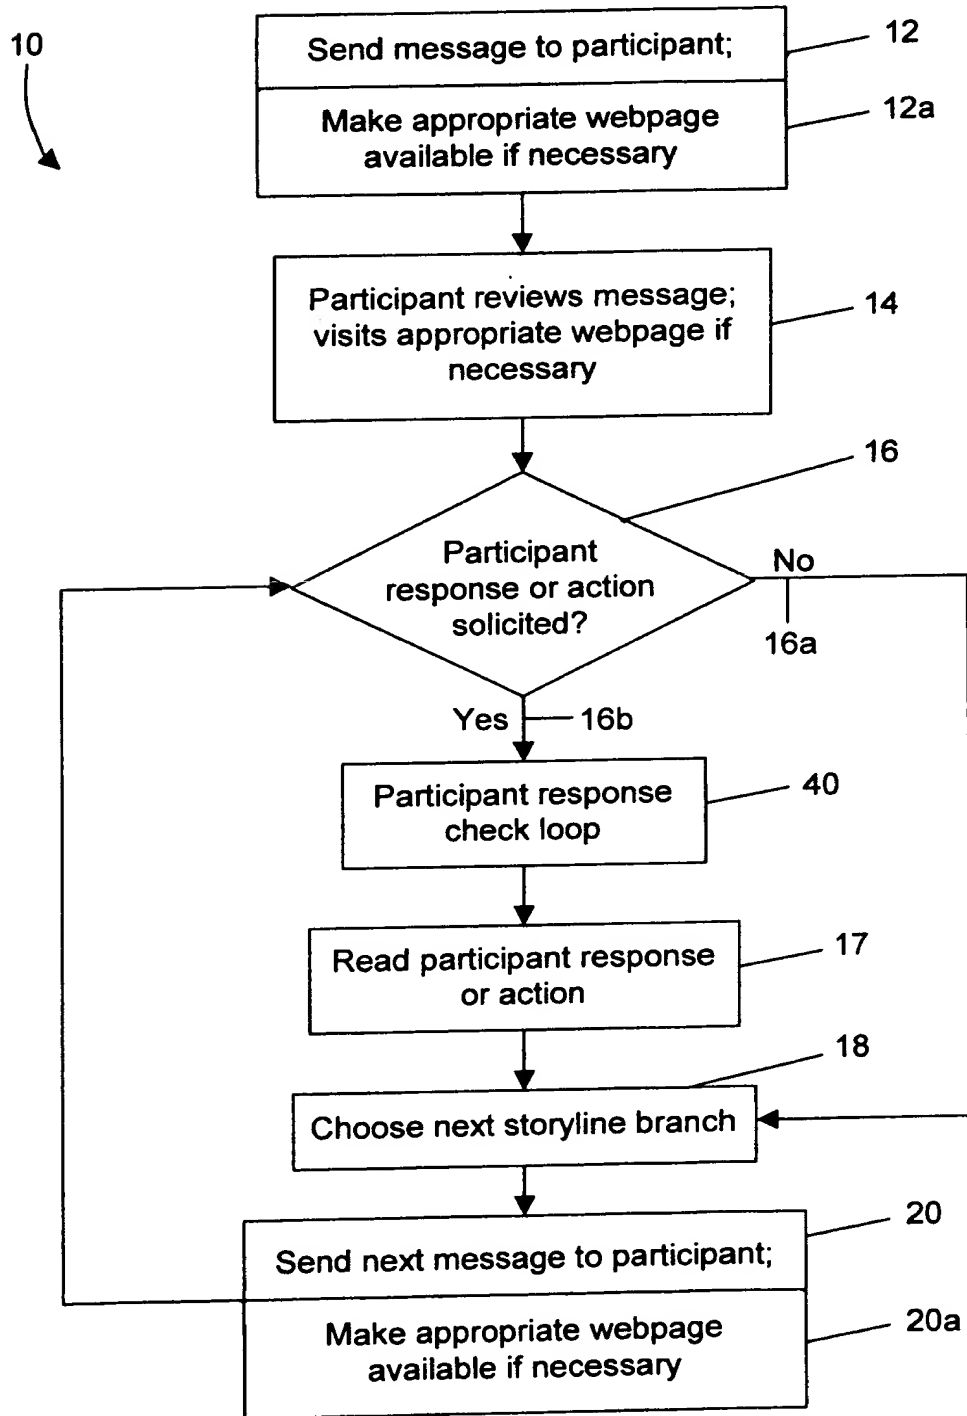 10
Send message to participant;
12
Make appropriate webpage
available if necessary
12a
Participant reviews message;
visits appropriate webpage if
necessary
14
16
Participant
response or action
solicited?
No
16a
Yes
16b
Participant response
check loop
40
Read participant response
or action
17
18
Choose next storyline branch
20
Send next message to participant;
Make appropriate webpage
available if necessary
20a